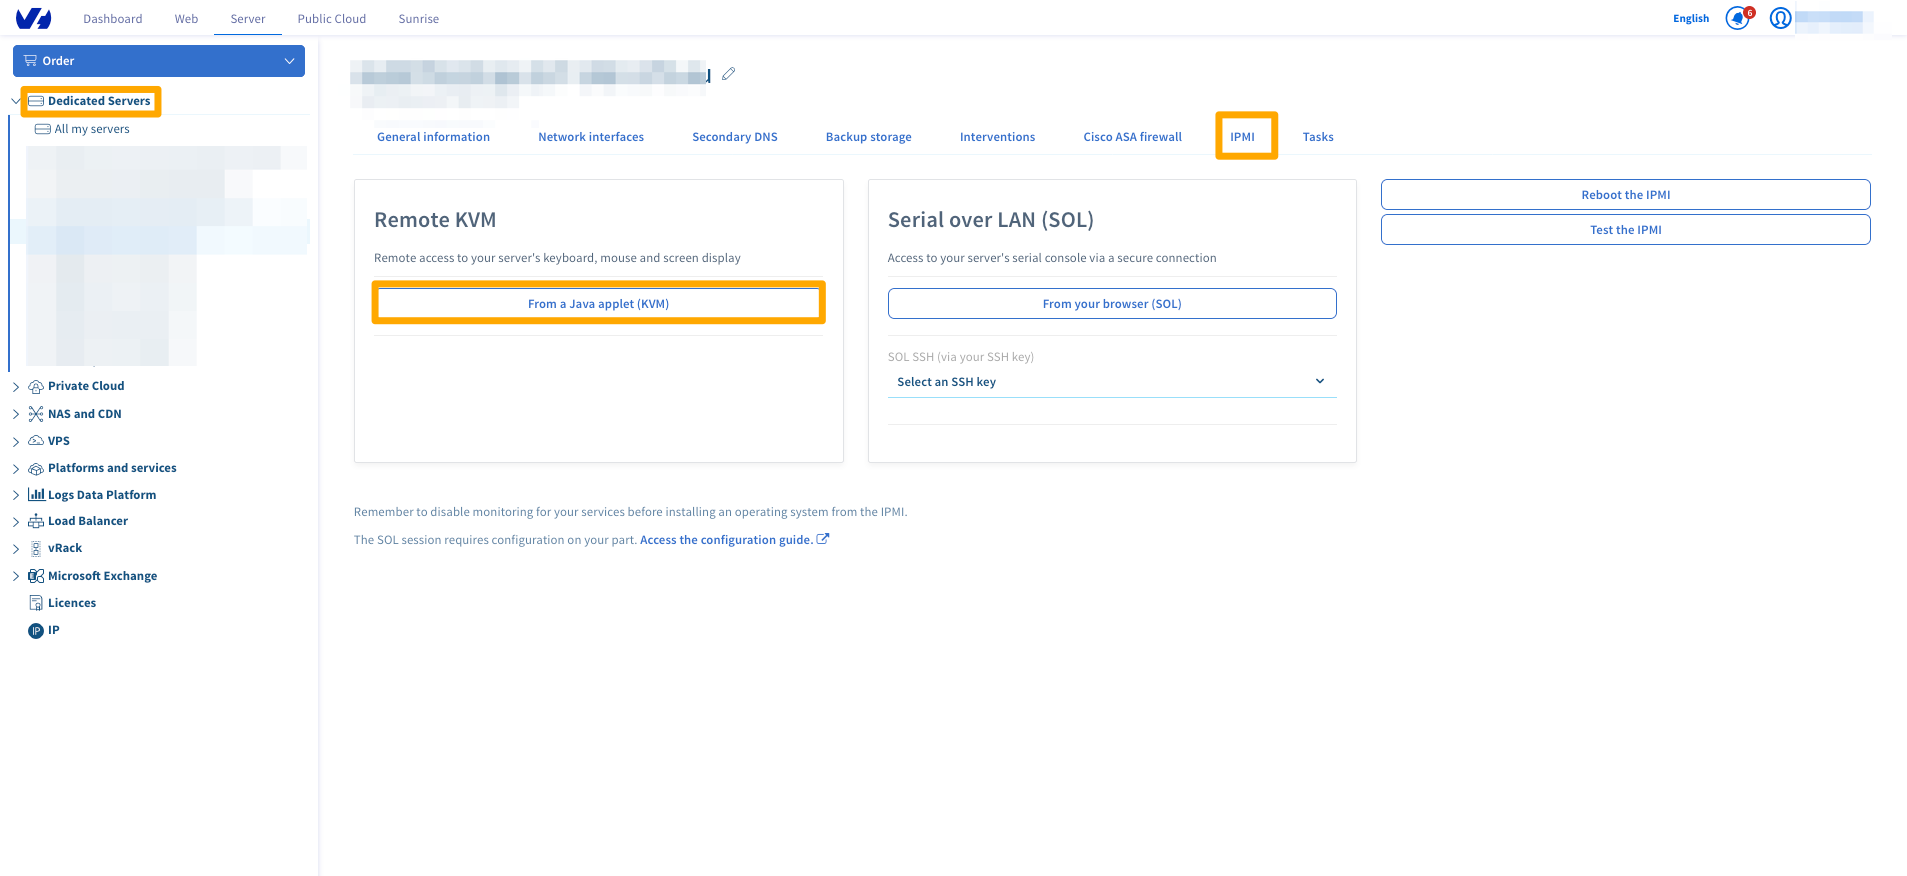 Dashboard Web Server Public Cloud Sunrise English 6
Order
Dedicated Servers
All my servers
Private Cloud
NAS and CDN
VPS
Platforms and services
Logs Data Platform
Load Balancer
vRack
Microsoft Exchange
Licences
IP IP
General information Network interfaces Secondary DNS Backup storage Interventions Cisco ASA firewall IPMI Tasks
Remote KVM
Remote access to your server's keyboard, mouse and screen display
From a Java applet (KVM)
Serial over LAN (SOL)
Access to your server's serial console via a secure connection
From your browser (SOL)
SOL SSH (via your SSH key)
Select an SSH key
Reboot the IPMI
Test the IPMI
Remember to disable monitoring for your services before installing an operating system from the IPMI.
The SOL session requires configuration on your part. Access the configuration guide.